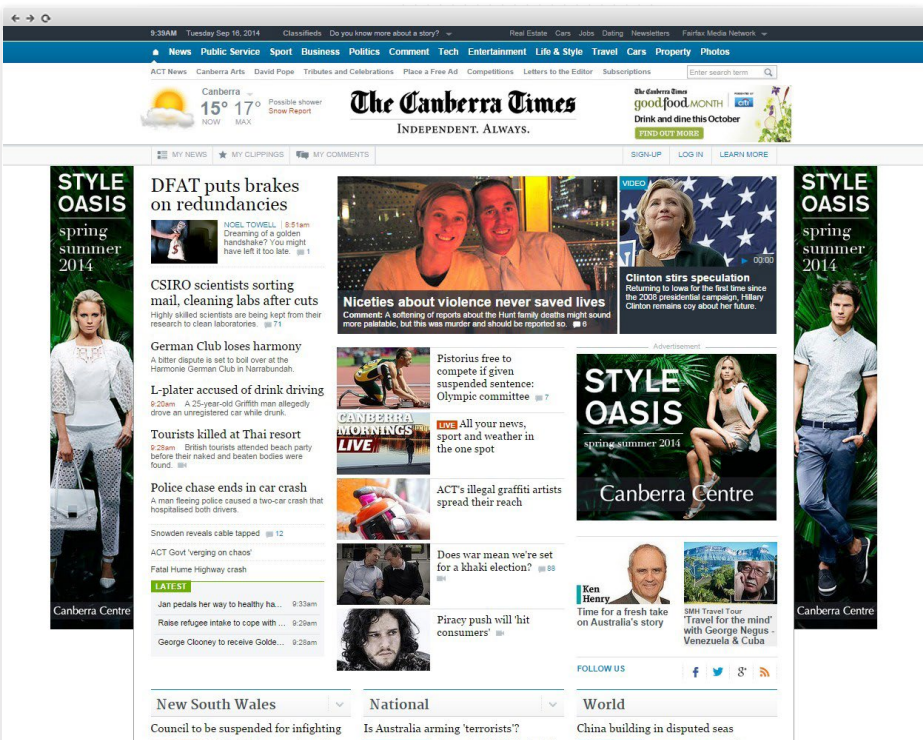 9:39AM Tuesday Sep 16, 2014 Classifieds Do you know more about a story? Real Estate Cars Jobs Dating Newsletters Fairfax Media Network
News Public Service Sport Business Politics Comment Tech Entertainment Life & Style Travel Cars Property Photos
ACT News Canberra Arts David Pope Tributes and Celebrations Place a Free Ad Competitions Letters to the Editor Subscriptions Enter search term
Canberra
15° 17°
NOW MAX
Possible shower
Snow Report
The Canberra Times
INDEPENDENT. ALWAYS.
The Canberra Times
goodfood MONTH
citi
Drink and dine this October
FIND OUT MORE
MY NEWS MY CLIPPINGS MY COMMENTS SIGN-UP LOG IN LEARN MORE
STYLE
OASIS
spring
summer
2014
Canberra Centre
DFAT puts brakes
on redundancies
NOEL TOWELL 8:51am
Dreaming of a golden
handshake? You might
have left it too late. 1
CSIRO scientists sorting
mail, cleaning labs after cuts
Highly skilled scientists are being kept from their
research to clean laboratories. 71
German Club loses harmony
A bitter dispute is set to boil over at the
Harmonie German Club in Narrabundah.
L-plater accused of drink driving
9:20am A 25-year-old Griffith man allegedly
drove an unregistered car while drunk.
Tourists killed at Thai resort
9:28am British tourists attended beach party
before their naked and beaten bodies were
found.
Police chase ends in car crash
A man fleeing police caused a two-car crash that
hospitalised both drivers.
Snowden reveals cable tapped 12
ACT Govt 'verging on chaos'
Fatal Hume Highway crash
LATEST
Jan pedals her way to healthy ha... 9:33am
Raise refugee intake to cope with ... 9:29am
George Clooney to receive Golde... 9:28am
Niceties about violence never saved lives
Comment: A softening of reports about the Hunt family deaths might sound
more palatable, but this was murder and should be reported so. 6
VIDEO
00:00
Clinton stirs speculation
Returning to Iowa for the first time since
the 2008 presidential campaign, Hillary
Clinton remains coy about her future.
Pistorius free to
compete if given
suspended sentence:
Olympic committee 7
CANBERRA
MORNINGS
LIVE
LIVE All your news,
sport and weather in
the one spot
ACT's illegal graffiti artists
spread their reach
Does war mean we're set
for a khaki election? 98
Piracy push will 'hit
consumers'
Advertisement
STYLE
OASIS
spring summer 2014
Canberra Centre
Ken
Henry
Time for a fresh take
on Australia's story
SMH Travel Tour
'Travel for the mind'
with George Negus -
Venezuela & Cuba
FOLLOW US
STYLE
OASIS
spring
summer
2014
Canberra Centre
New South Wales
Council to be suspended for infighting
National
Is Australia arming 'terrorists'?
World
China building in disputed seas